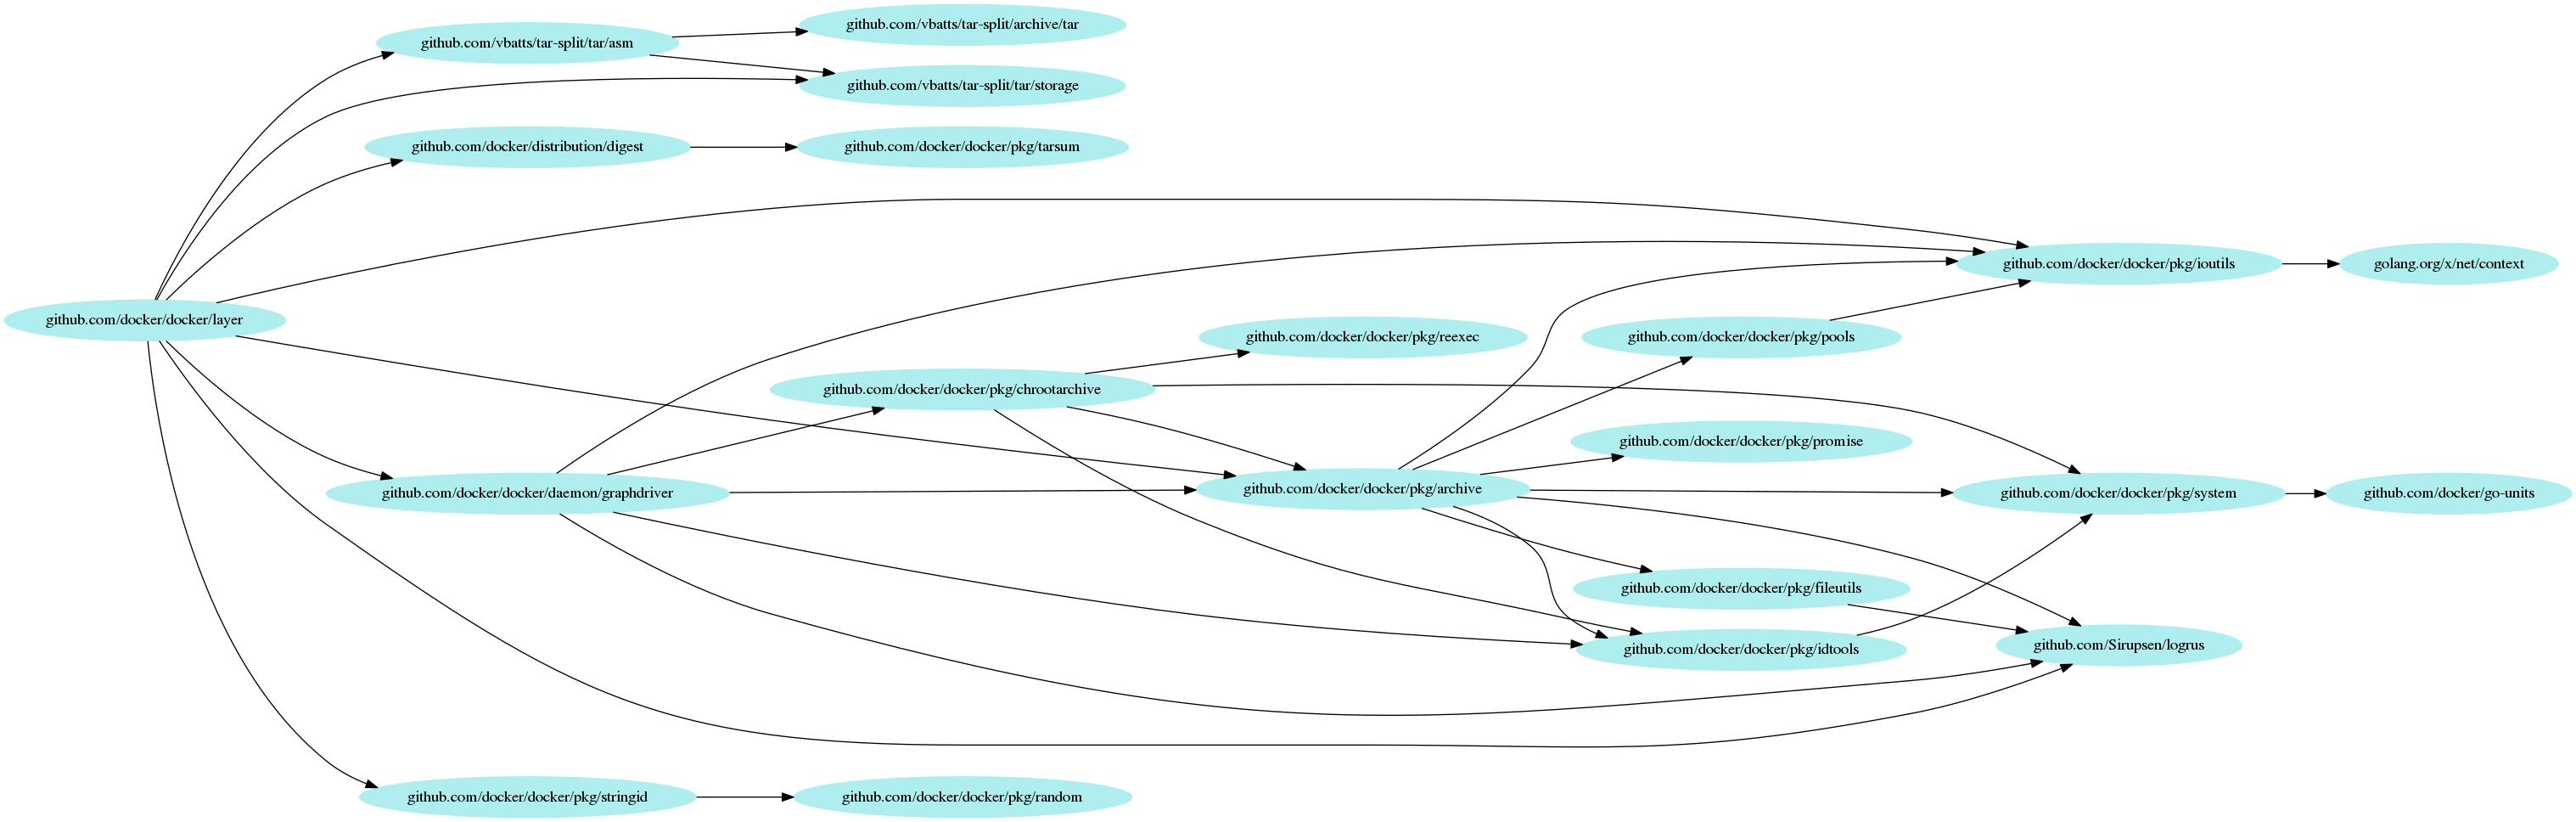 github.com/vbatts/tar-split/archive/tar
github.com/vbatts/tar-split/tar/asm
github.com/vbatts/tar-split/tar/storage
github.com/docker/distribution/digest
github.com/docker/docker/pkg/tarsum
github.com/docker/docker/pkg/ioutils
golang.org/x/net/context
github.com/docker/docker/layer
github.com/docker/docker/pkg/reexec
github.com/docker/docker/pkg/pools
github.com/docker/docker/pkg/chrootarchive
github.com/docker/docker/pkg/promise
github.com/docker/docker/daemon/graphdriver
github.com/docker/docker/pkg/archive
github.com/docker/docker/pkg/system
github.com/docker/go-units
github.com/docker/docker/pkg/fileutils
github.com/docker/docker/pkg/idtools
github.com/Sirupsen/logrus
github.com/docker/docker/pkg/stringid
github.com/docker/docker/pkg/random